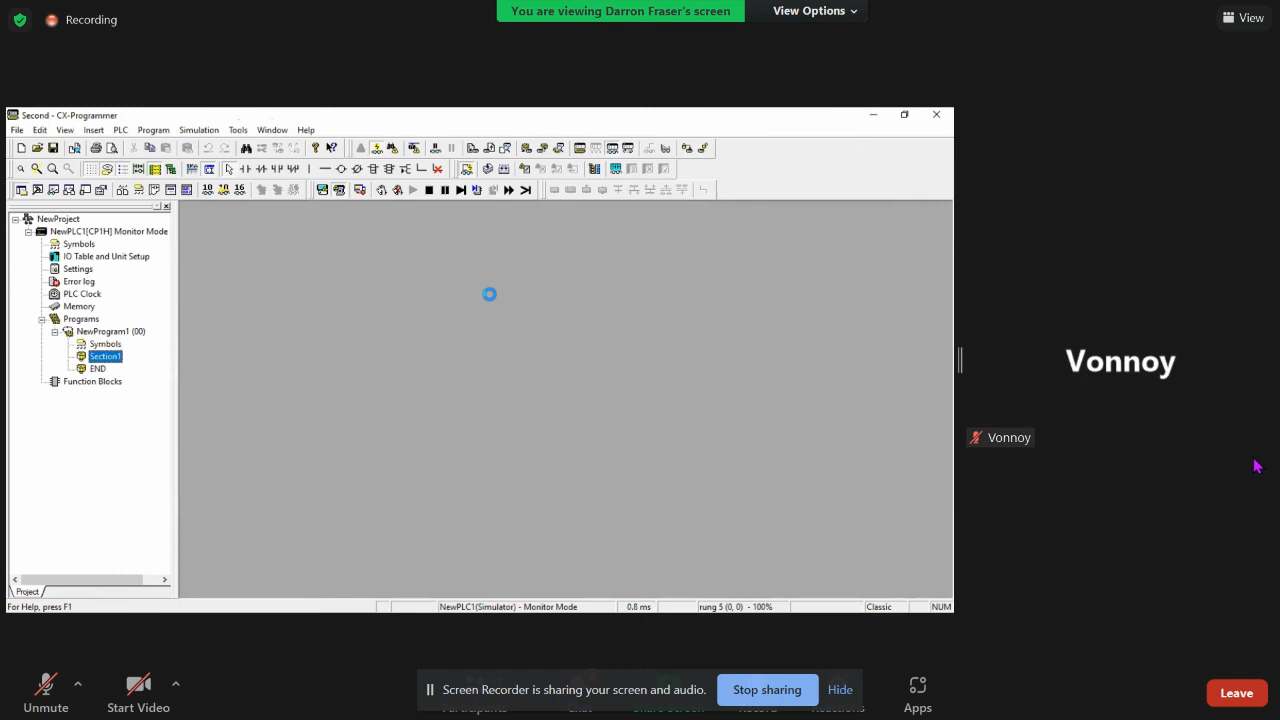 Recording
You are viewing Darron Fraser's screen
View Options
View
Second - CX-Programmer
File Edit View Insert PLC Program Simulation Tools Window Help
10 10 16
NewProject
NewPLC1[CP1H] Monitor Mode
Symbols
IO Table and Unit Setup
Settings
Error log
PLC Clock
Memory
Programs
NewProgram1 (00)
Symbols
Section1
END
Function Blocks
Project
For Help, press F1
NewPLC1(Simulator) - Monitor Mode
0.8 ms
rung 5 (0, 0) - 100%
Classic
NUM
Vonnoy
Vonnoy
Unmute
Start Video
Screen Recorder is sharing your screen and audio.
Stop sharing
Hide
Participants
Apps
Leave